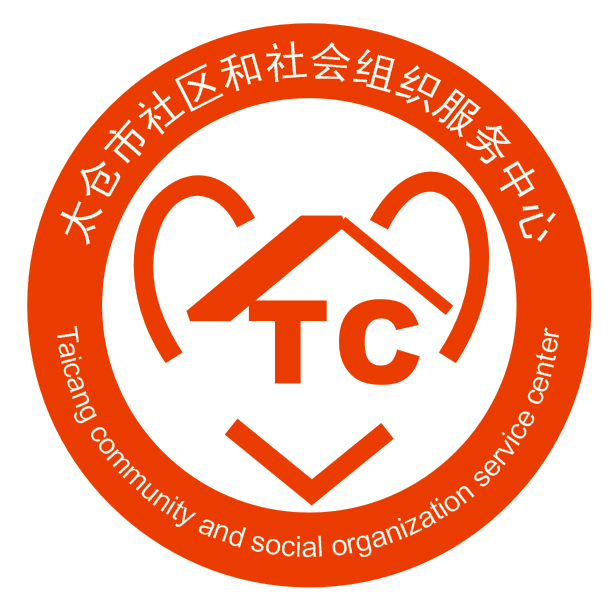 太仓市社区和社会组织服务中心
TC
Taicang community and social organization service center